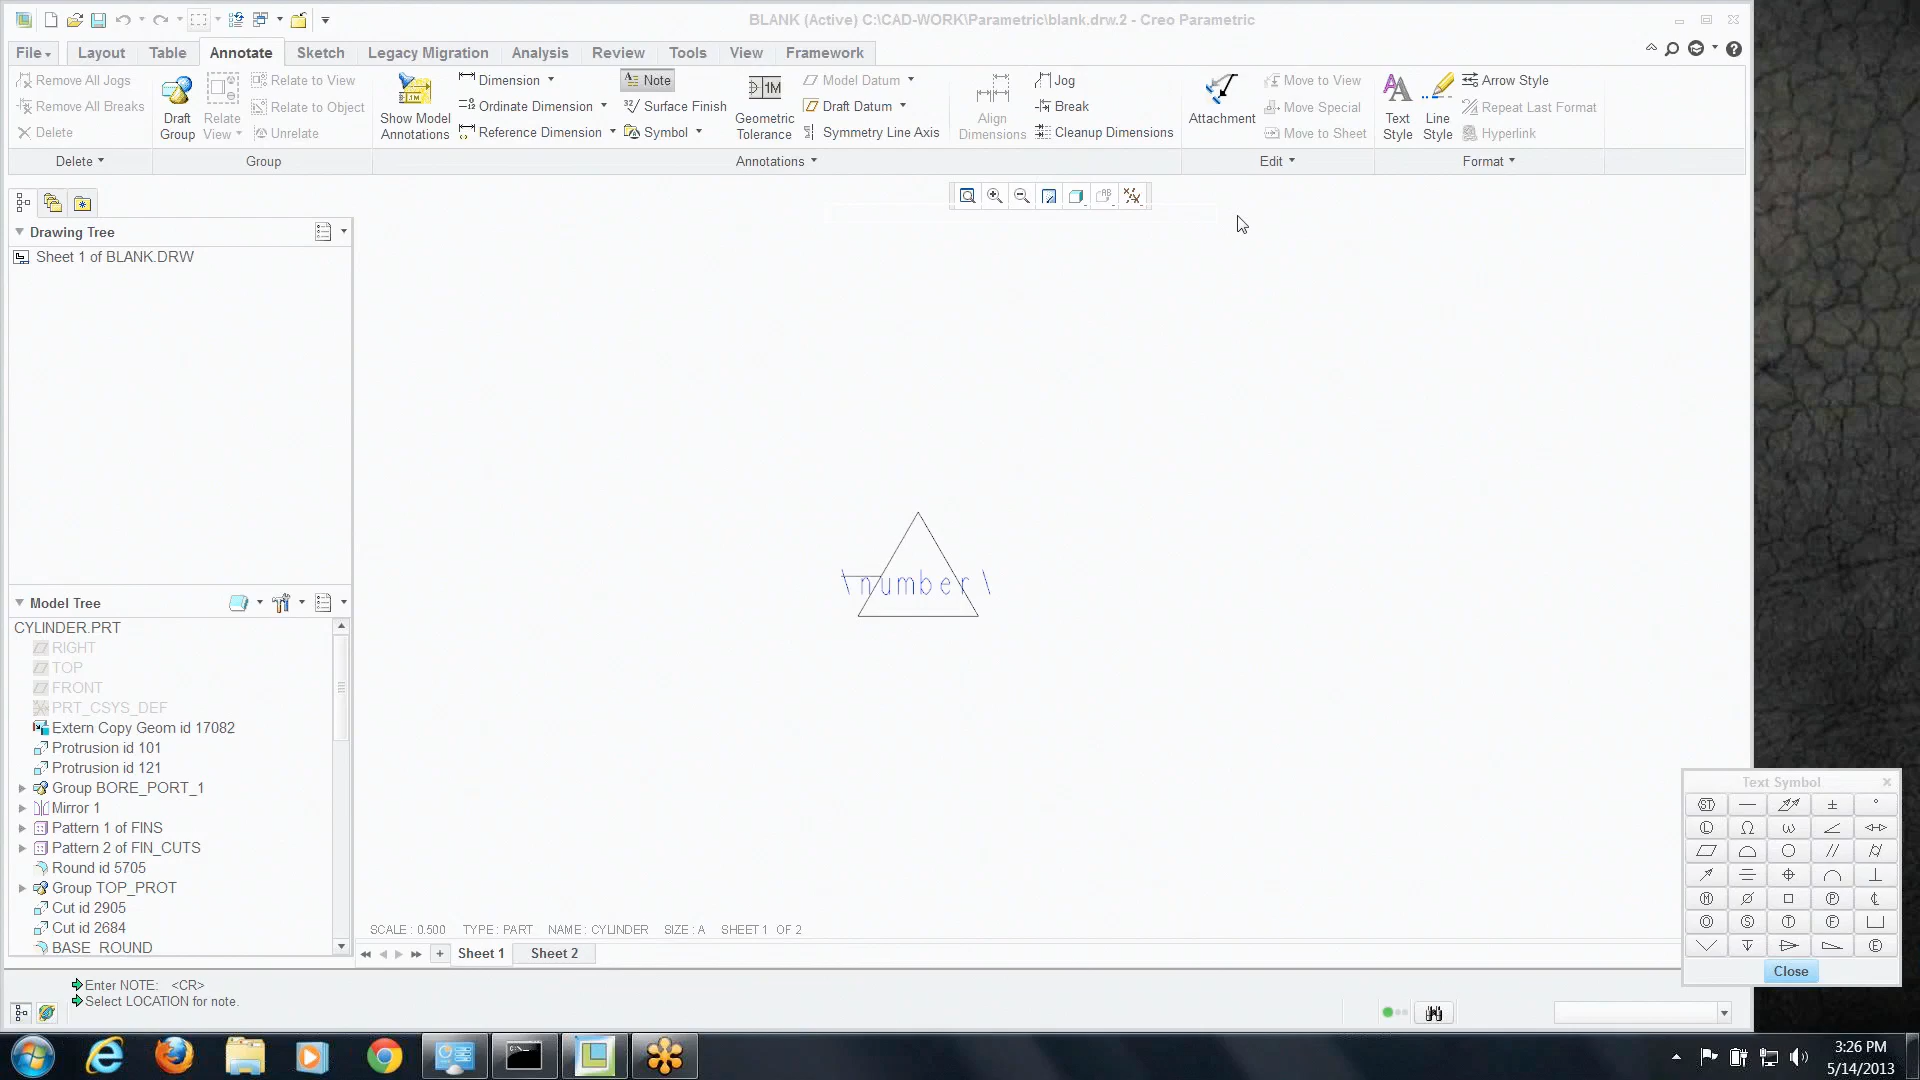 BLANK (Active) C:\CAD-WORK\Parametric\blank.drw.2 - Creo Parametric
File Layout Table Annotate Sketch Legacy Migration Analysis Review Tools View Framework
Remove All Jogs
Remove All Breaks
Delete
Draft Group
Relate View
Relate to View
Relate to Object
Unrelate
Show Model Annotations
Dimension
Ordinate Dimension
Reference Dimension
Note
Surface Finish
Symbol
Geometric Tolerance
Model Datum
Draft Datum
Symmetry Line Axis
Align Dimensions
Jog
Break
Cleanup Dimensions
Attachment
Move to View
Move Special
Move to Sheet
Text Style
Line Style
Arrow Style
Repeat Last Format
Hyperlink
Delete Group Annotations Edit Format
Drawing Tree
Sheet 1 of BLANK.DRW
\number\
Model Tree
CYLINDER.PRT
RIGHT
TOP
FRONT
PRT_CSYS_DEF
Extern Copy Geom id 17082
Protrusion id 101
Protrusion id 121
Group BORE_PORT_1
Mirror 1
Pattern 1 of FINS
Pattern 2 of FIN_CUTS
Round id 5705
Group TOP_PROT
Cut id 2905
Cut id 2684
BASE_ROUND
SCALE : 0.500 TYPE : PART NAME : CYLINDER SIZE : A SHEET 1 OF 2
Sheet 1 Sheet 2
Enter NOTE: <CR>
Select LOCATION for note.
Text Symbol
Close
3:26 PM
5/14/2013